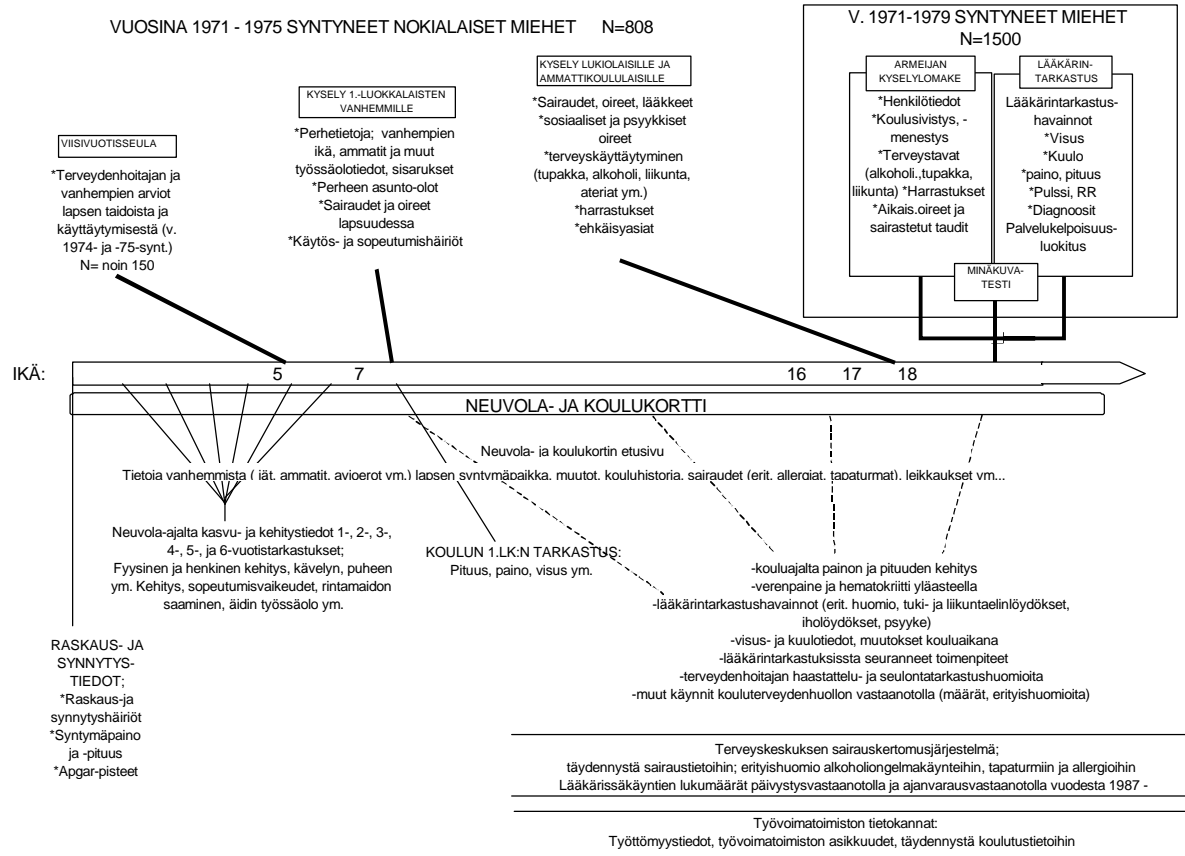 VUOSINA 1971 - 1975 SYNTYNEET NOKIALAISET MIEHET N=808
V. 1971-1979 SYNTYNEET MIEHET
N=1500
VIISIVUOTISSEULA
*Terveydenhoitajan ja
vanhempien arviot
lapsen taidoista ja
käyttäytymisestä (v.
1974- ja -75-synt.)
N= noin 150
KYSELY 1.-LUOKKALAISTEN
VANHEMMILLE
*Perhetietoja; vanhempien
ikä, ammatit ja muut
työssäolotiedot, sisarukset
*Perheen asunto-olot
*Sairaudet ja oireet
lapsuudessa
*Käytös- ja sopeutumishäiriöt
KYSELY LUKIOLAISILLE JA
AMMATTIKOULULAISILLE
*Sairaudet, oireet, lääkkeet
*sosiaaliset ja psyykkiset
oireet
*terveyskäyttäytyminen
(tupakka, alkoholi, liikunta,
ateriat ym.)
*harrastukset
*ehkäisyasiat
ARMEIJAN
KYSELYLOMAKE
*Henkilötiedot
*Koulusivistys, -
menestys
*Terveystavat
(alkoholi.,tupakka,
liikunta) *Harrastukset
*Aikais.oireet ja
sairastetut taudit
LÄÄKÄRIN-
TARKASTUS
Lääkärintarkastus-
havainnot
*Visus
*Kuulo
*paino, pituus
*Pulssi, RR
*Diagnoosit
Palvelukelpoisuus-
luokitus
MINÄKUVA-
TESTI
IKÄ:
5 7 16 17 18
NEUVOLA- JA KOULUKORTTI
Neuvola- ja koulukortin etusivu
Tietoja vanhemmista ( iät, ammatit, avioerot ym.) lapsen syntymäpaikka, muutot, kouluhistoria, sairaudet (erit. allergiat, tapaturmat), leikkaukset ym...
Neuvola-ajalta kasvu- ja kehitystiedot 1-, 2-, 3-,
4-, 5-, ja 6-vuotistarkastukset;
Fyysinen ja henkinen kehitys, kävelyn, puheen
ym. Kehitys, sopeutumisvaikeudet, rintamaidon
saaminen, äidin työssäolo ym.
KOULUN 1.LK:N TARKASTUS:
Pituus, paino, visus ym.
-kouluajalta painon ja pituuden kehitys
-verenpaine ja hematokriitti yläasteella
-lääkärintarkastushavainnot (erit. huomio, tuki- ja liikuntaelinlöydökset,
iholöydökset, psyyke)
-visus- ja kuulotiedot, muutokset kouluaikana
-lääkärintarkastuksissta seuranneet toimenpiteet
-terveydenhoitajan haastattelu- ja seulontatarkastushuomioita
-muut käynnit kouluterveydenhuollon vastaanotolla (määrät, erityishuomioita)
RASKAUS- JA
SYNNYTYS-
TIEDOT;
*Raskaus-ja
synnytyshäiriöt
*Syntymäpaino
ja -pituus
*Apgar-pisteet
Terveyskeskuksen sairauskertomusjärjestelmä;
täydennystä sairaustietoihin; erityishuomio alkoholiongelmakäynteihin, tapaturmiin ja allergioihin
Lääkärissäkäyntien lukumäärät päivystysvastaanotolla ja ajanvarausvastaanotolla vuodesta 1987 -
Työvoimatoimiston tietokannat:
Työttömyystiedot, työvoimatoimiston asikkuudet, täydennystä koulutustietoihin